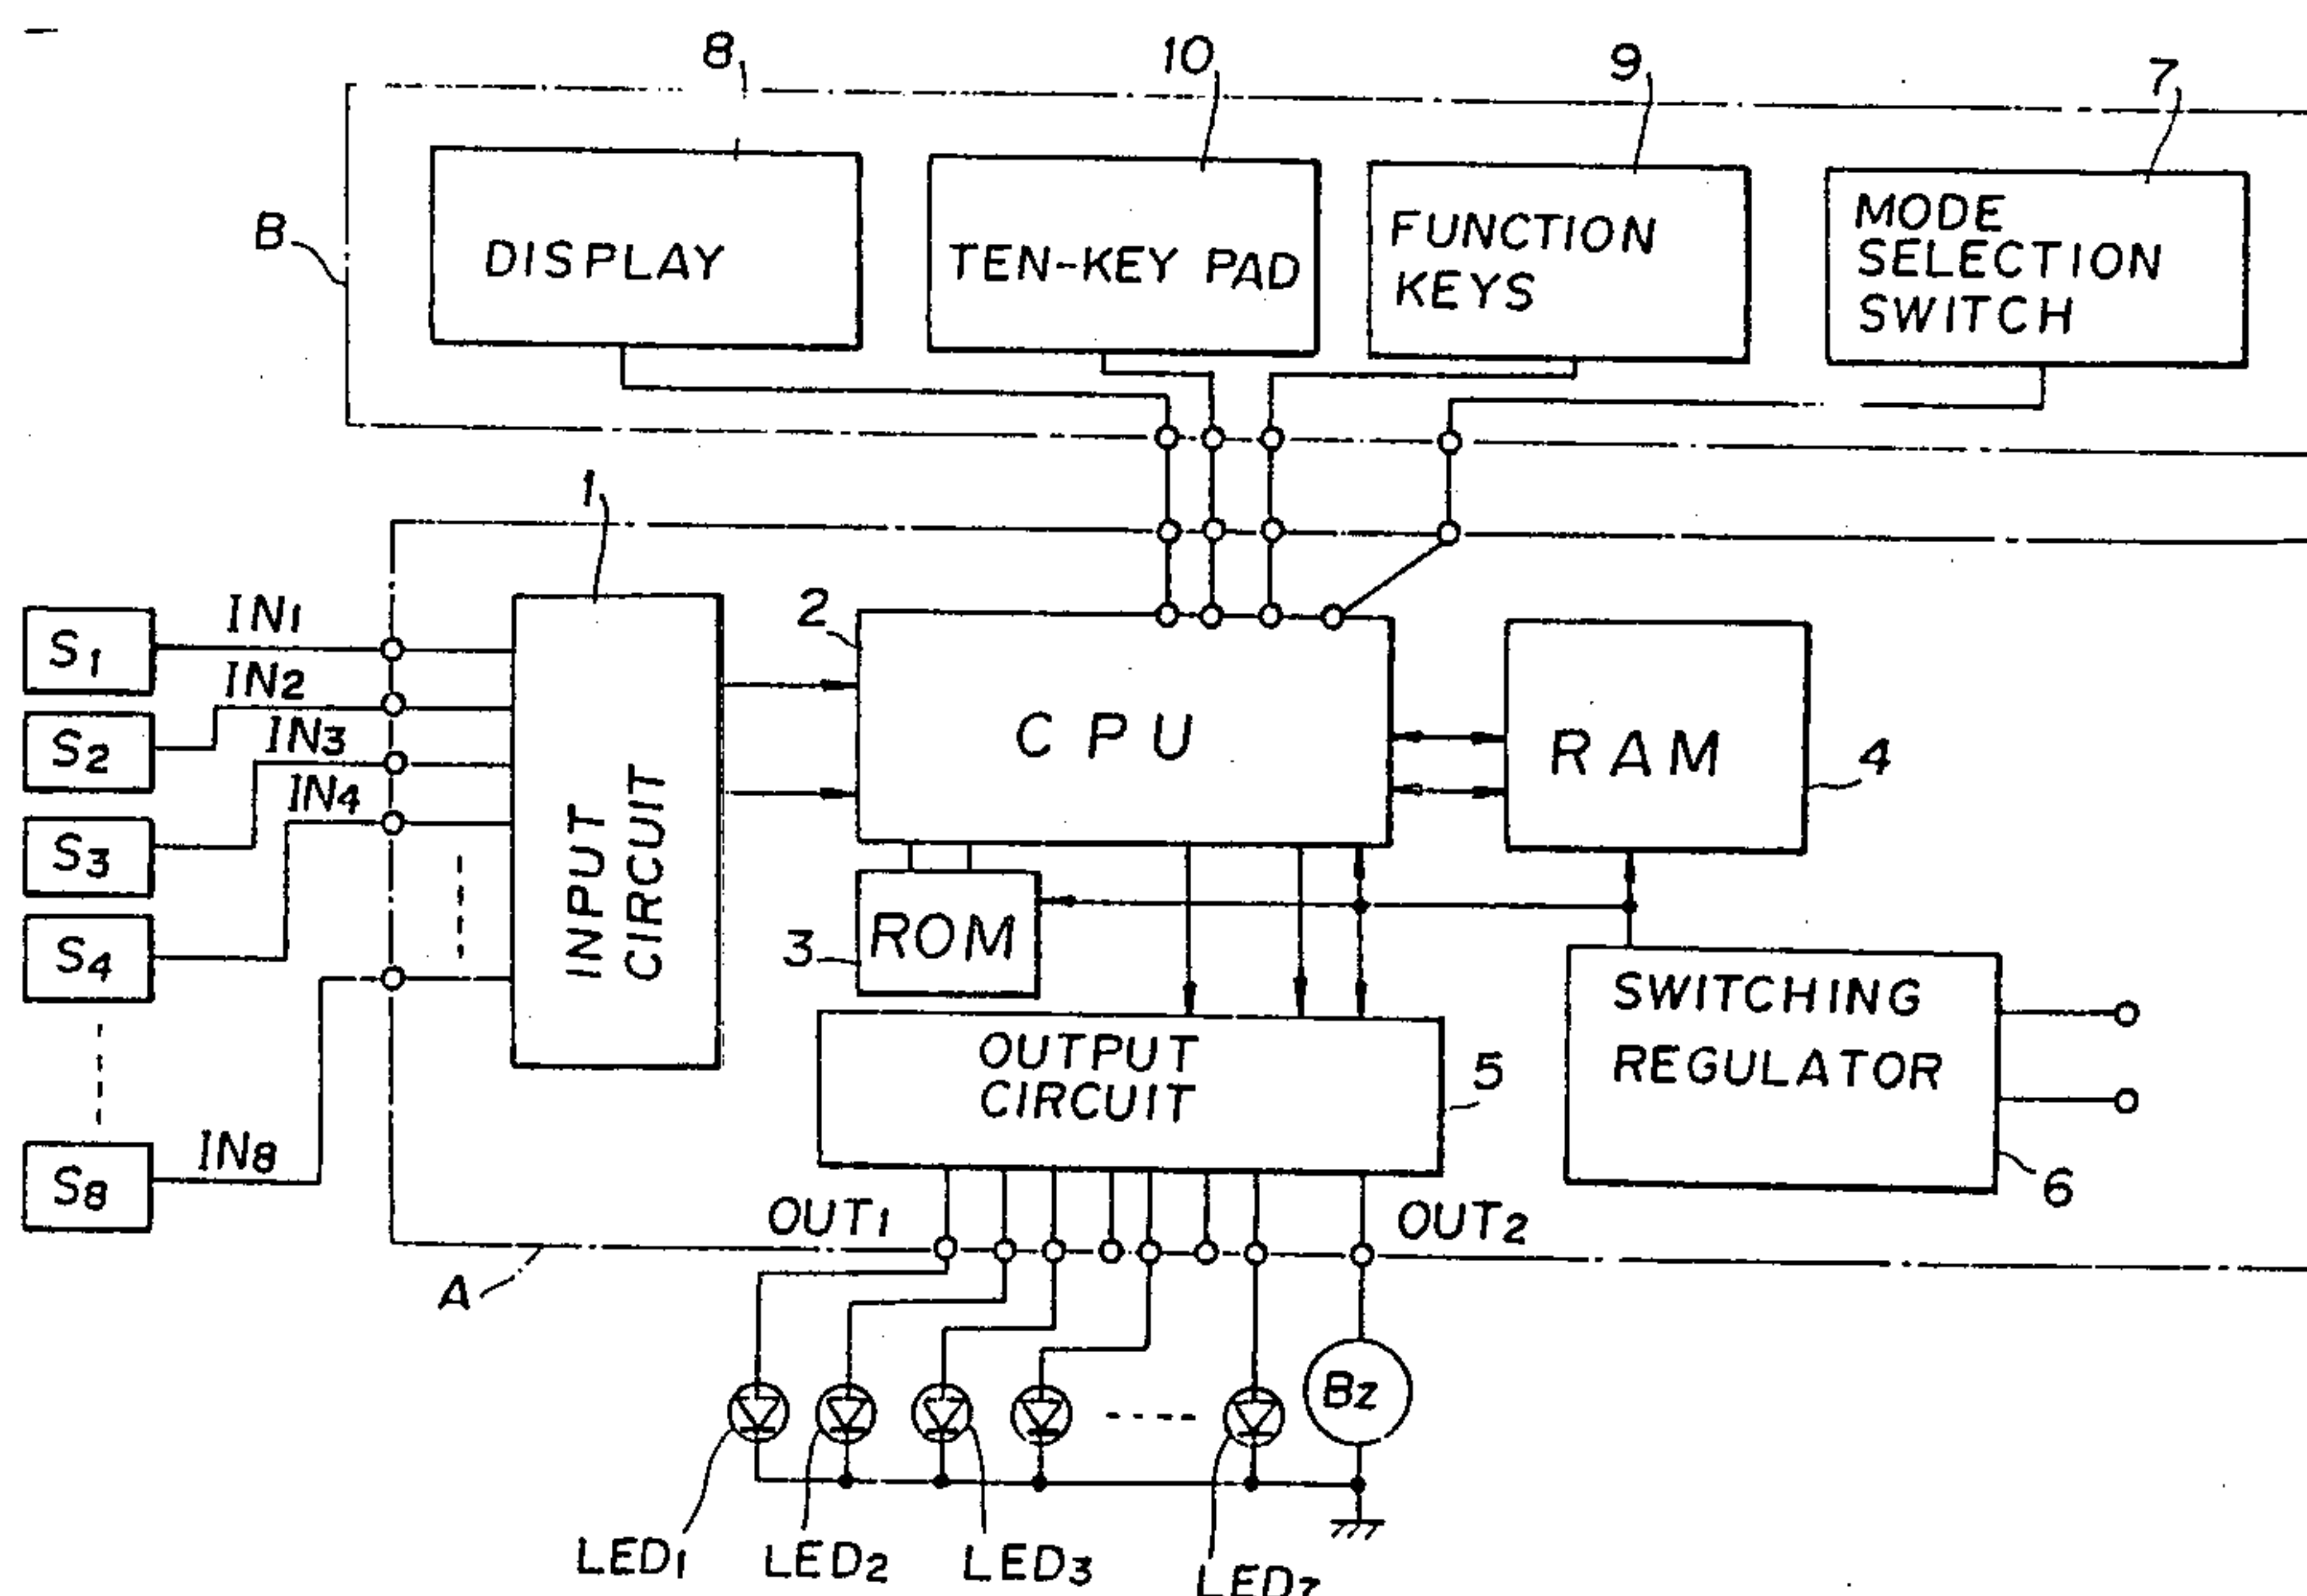 8
10
9
7
B
DISPLAY
TEN-KEY PAD
FUNCTION
KEYS
MODE
SELECTION
SWITCH
1
S1
IN1
S2
IN2
S3
IN3
S4
IN4
S8
IN8
INPUT
CIRCUIT
2
CPU
RAM
4
3
ROM
SWITCHING
REGULATOR
6
OUTPUT
CIRCUIT
5
OUT1
OUT2
A
BZ
LED1
LED2
LED3
LED7